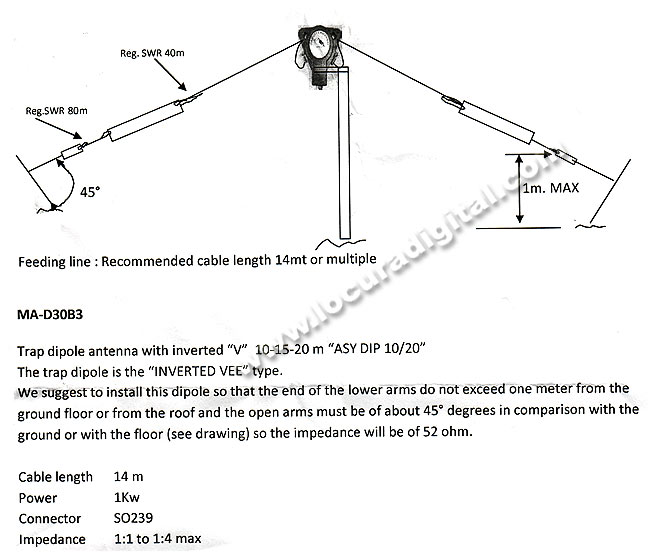 Reg. SWR 40m
Reg.SWR 80m
45°
1m. MAX
www.locuradigital.com
Feeding line : Recommended cable length 14mt or multiple
MA-D30B3
Trap dipole antenna with inverted “V” 10-15-20 m “ASY DIP 10/20”
The trap dipole is the “INVERTED VEE” type.
We suggest to install this dipole so that the end of the lower arms do not exceed one meter from the
ground floor or from the roof and the open arms must be of about 45° degrees in comparison with the
ground or with the floor (see drawing) so the impedance will be of 52 ohm.
Cable length 14 m
Power 1Kw
Connector SO239
Impedance 1:1 to 1:4 max